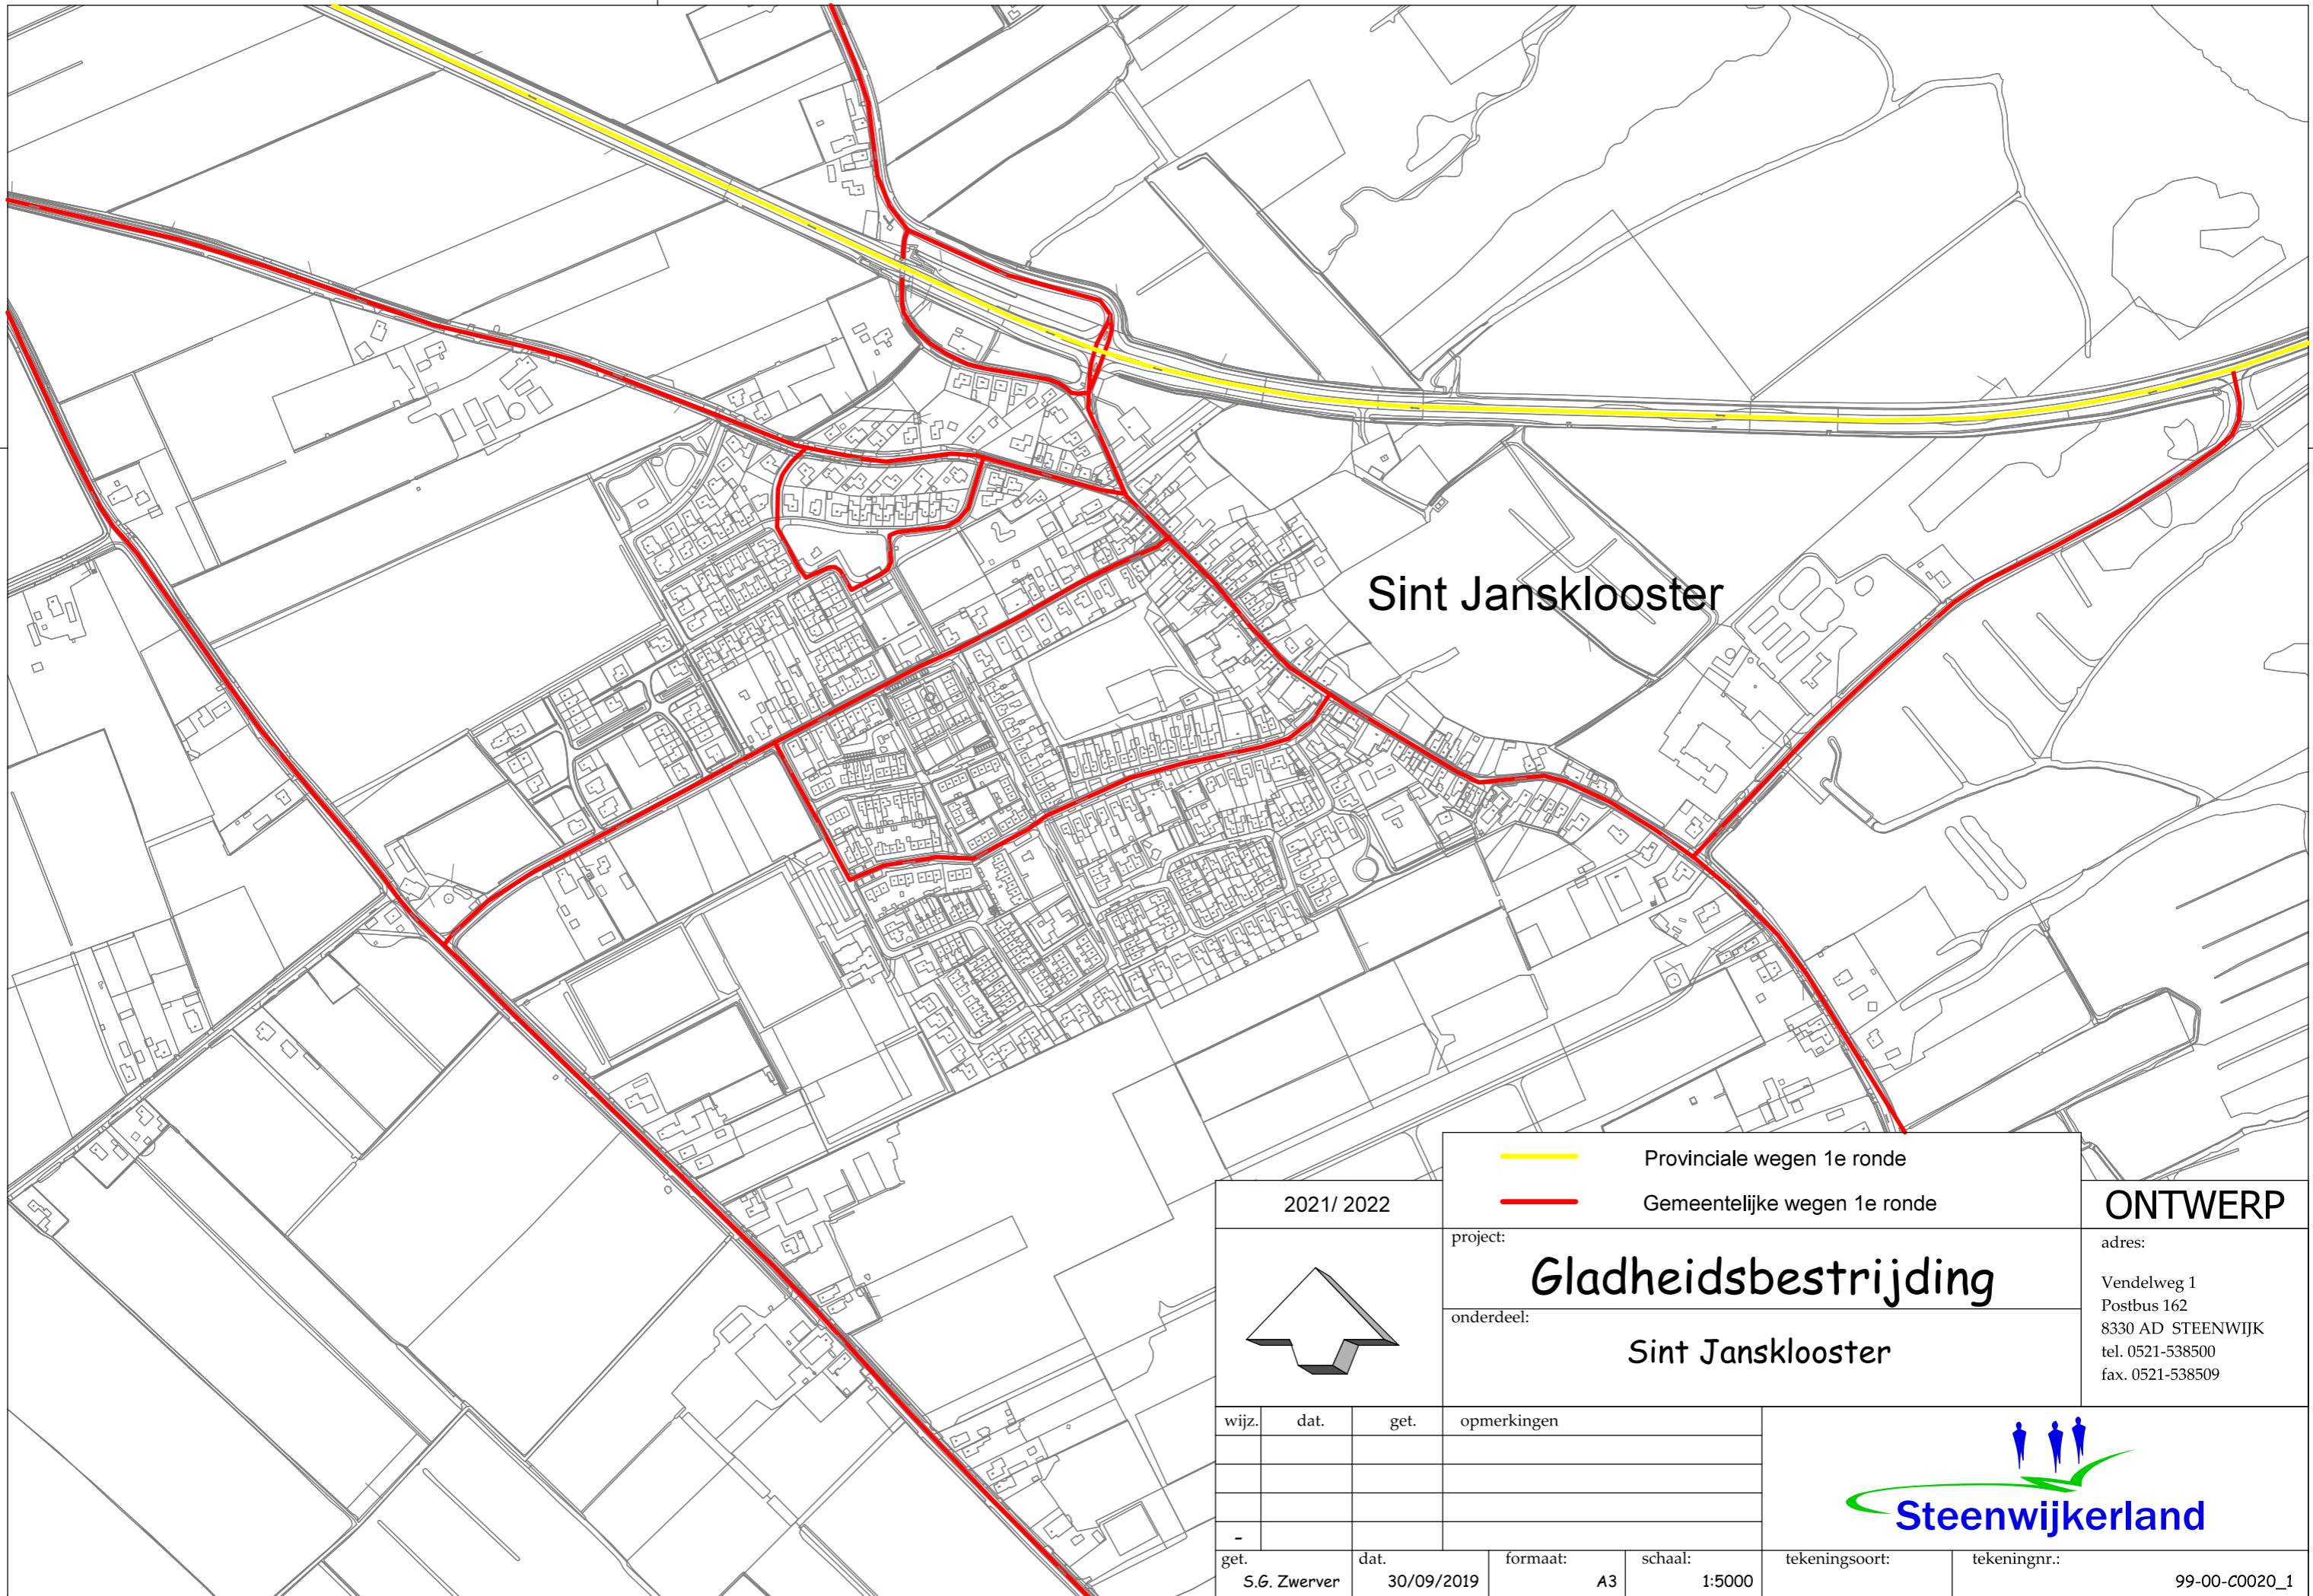 Sint Jansklooster
Provinciale wegen 1e ronde
Gemeentelijke wegen 1e ronde
2021/ 2022
ONTWERP
project:
Gladheidsbestrijding
onderdeel:
Sint Jansklooster
adres:
Vendelweg 1
Postbus 162
8330 AD STEENWIJK
tel. 0521-538500
fax. 0521-538509
wijz. dat. get. opmerkingen
-
Steenwijkerland
get. dat. formaat: schaal: tekeningsoort: tekeningnr.:
S.G. Zwerver 30/09/2019 A3 1:5000 99-00-C0020_1